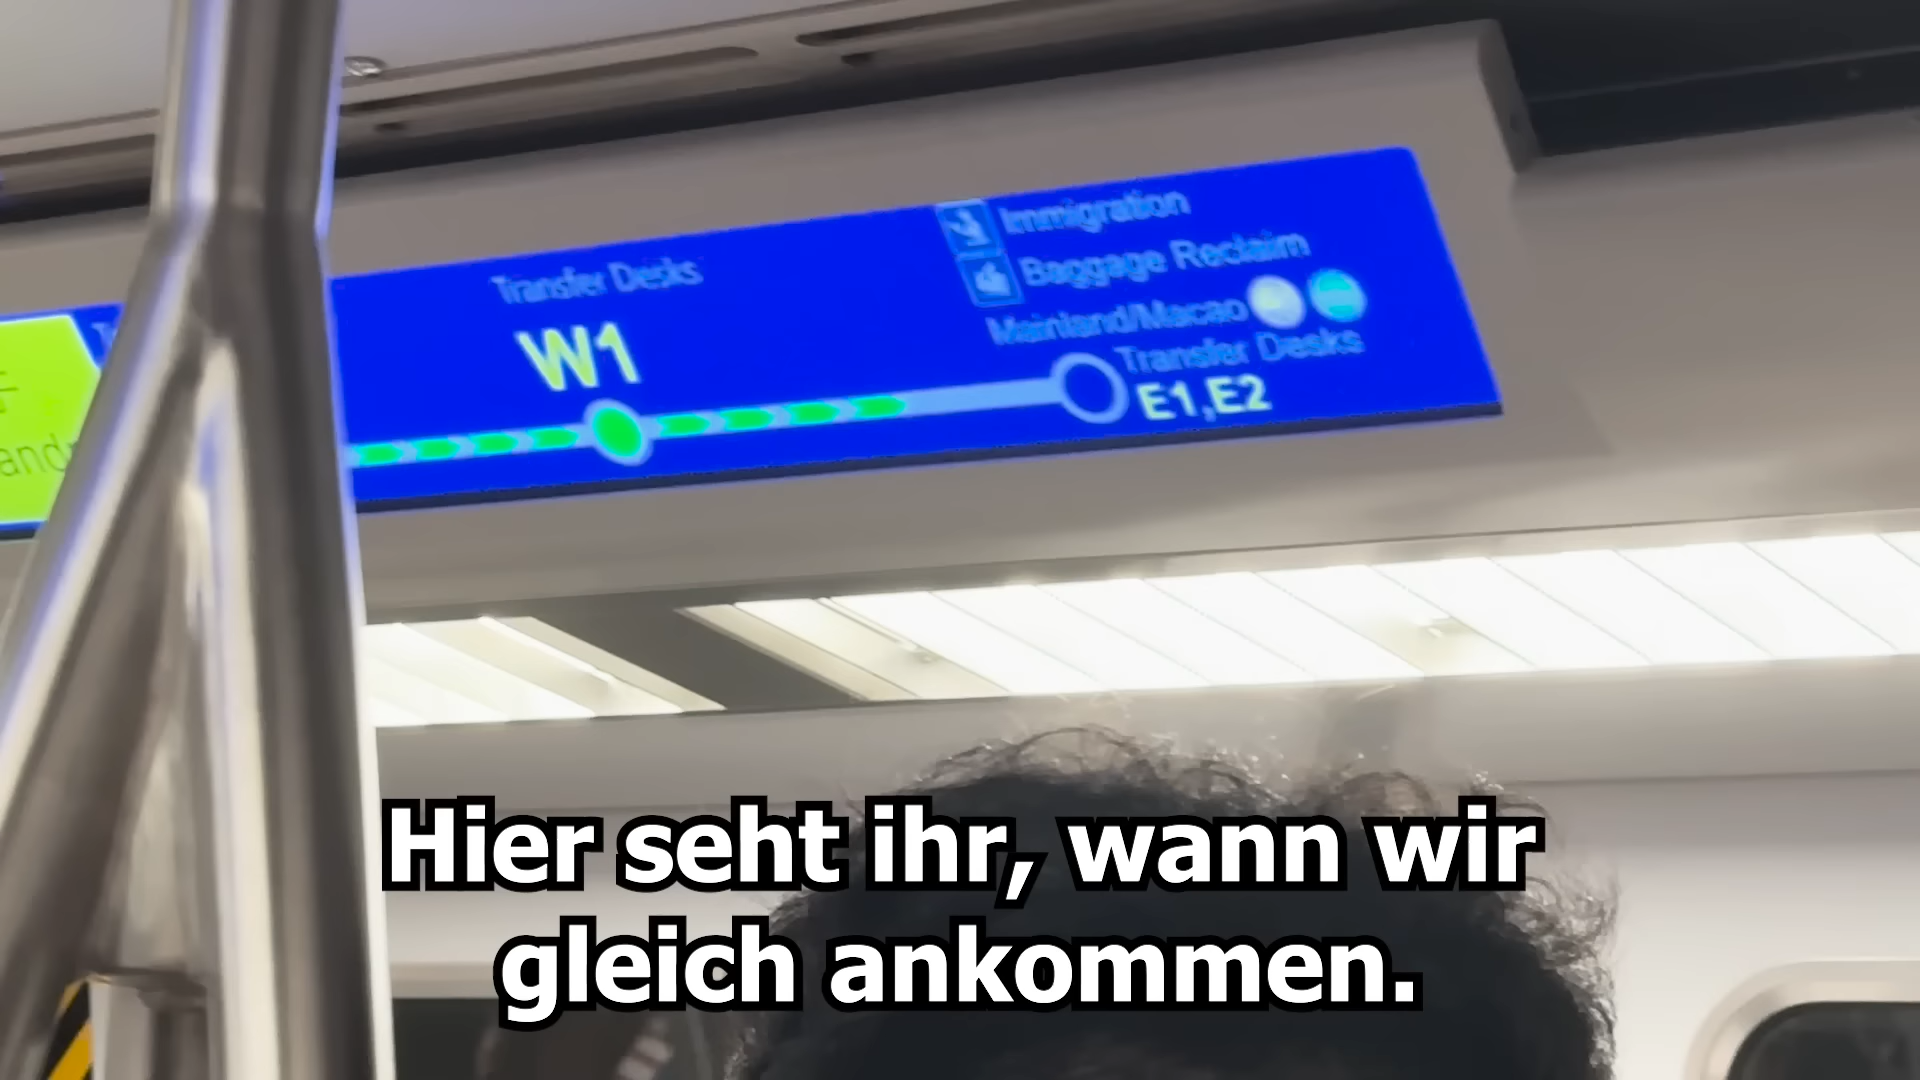 Transfer Desks
W1
Immigration
Baggage Reclaim
Mainland/Macao
Transfer Desks
E1,E2
Hier seht ihr, wann wir
gleich ankommen.